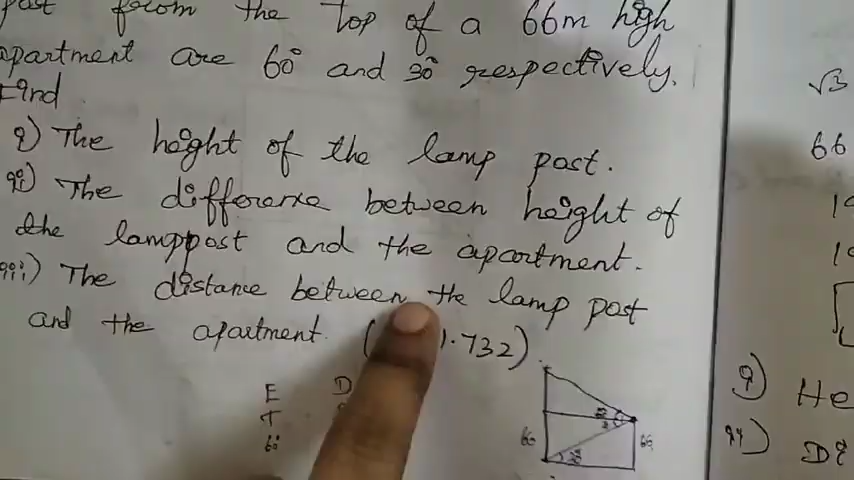 past from the top of a 66m high
apartment are 60° and 30° respectively.
Find
i) The height of the lamp post.
ii) The difference between height of
the lamppost and the apartment.
iii) The distance between the lamp post
and the apartment. ( 1.732)
E D
T
60°
66 66
√3
66
i) He
ii) Di